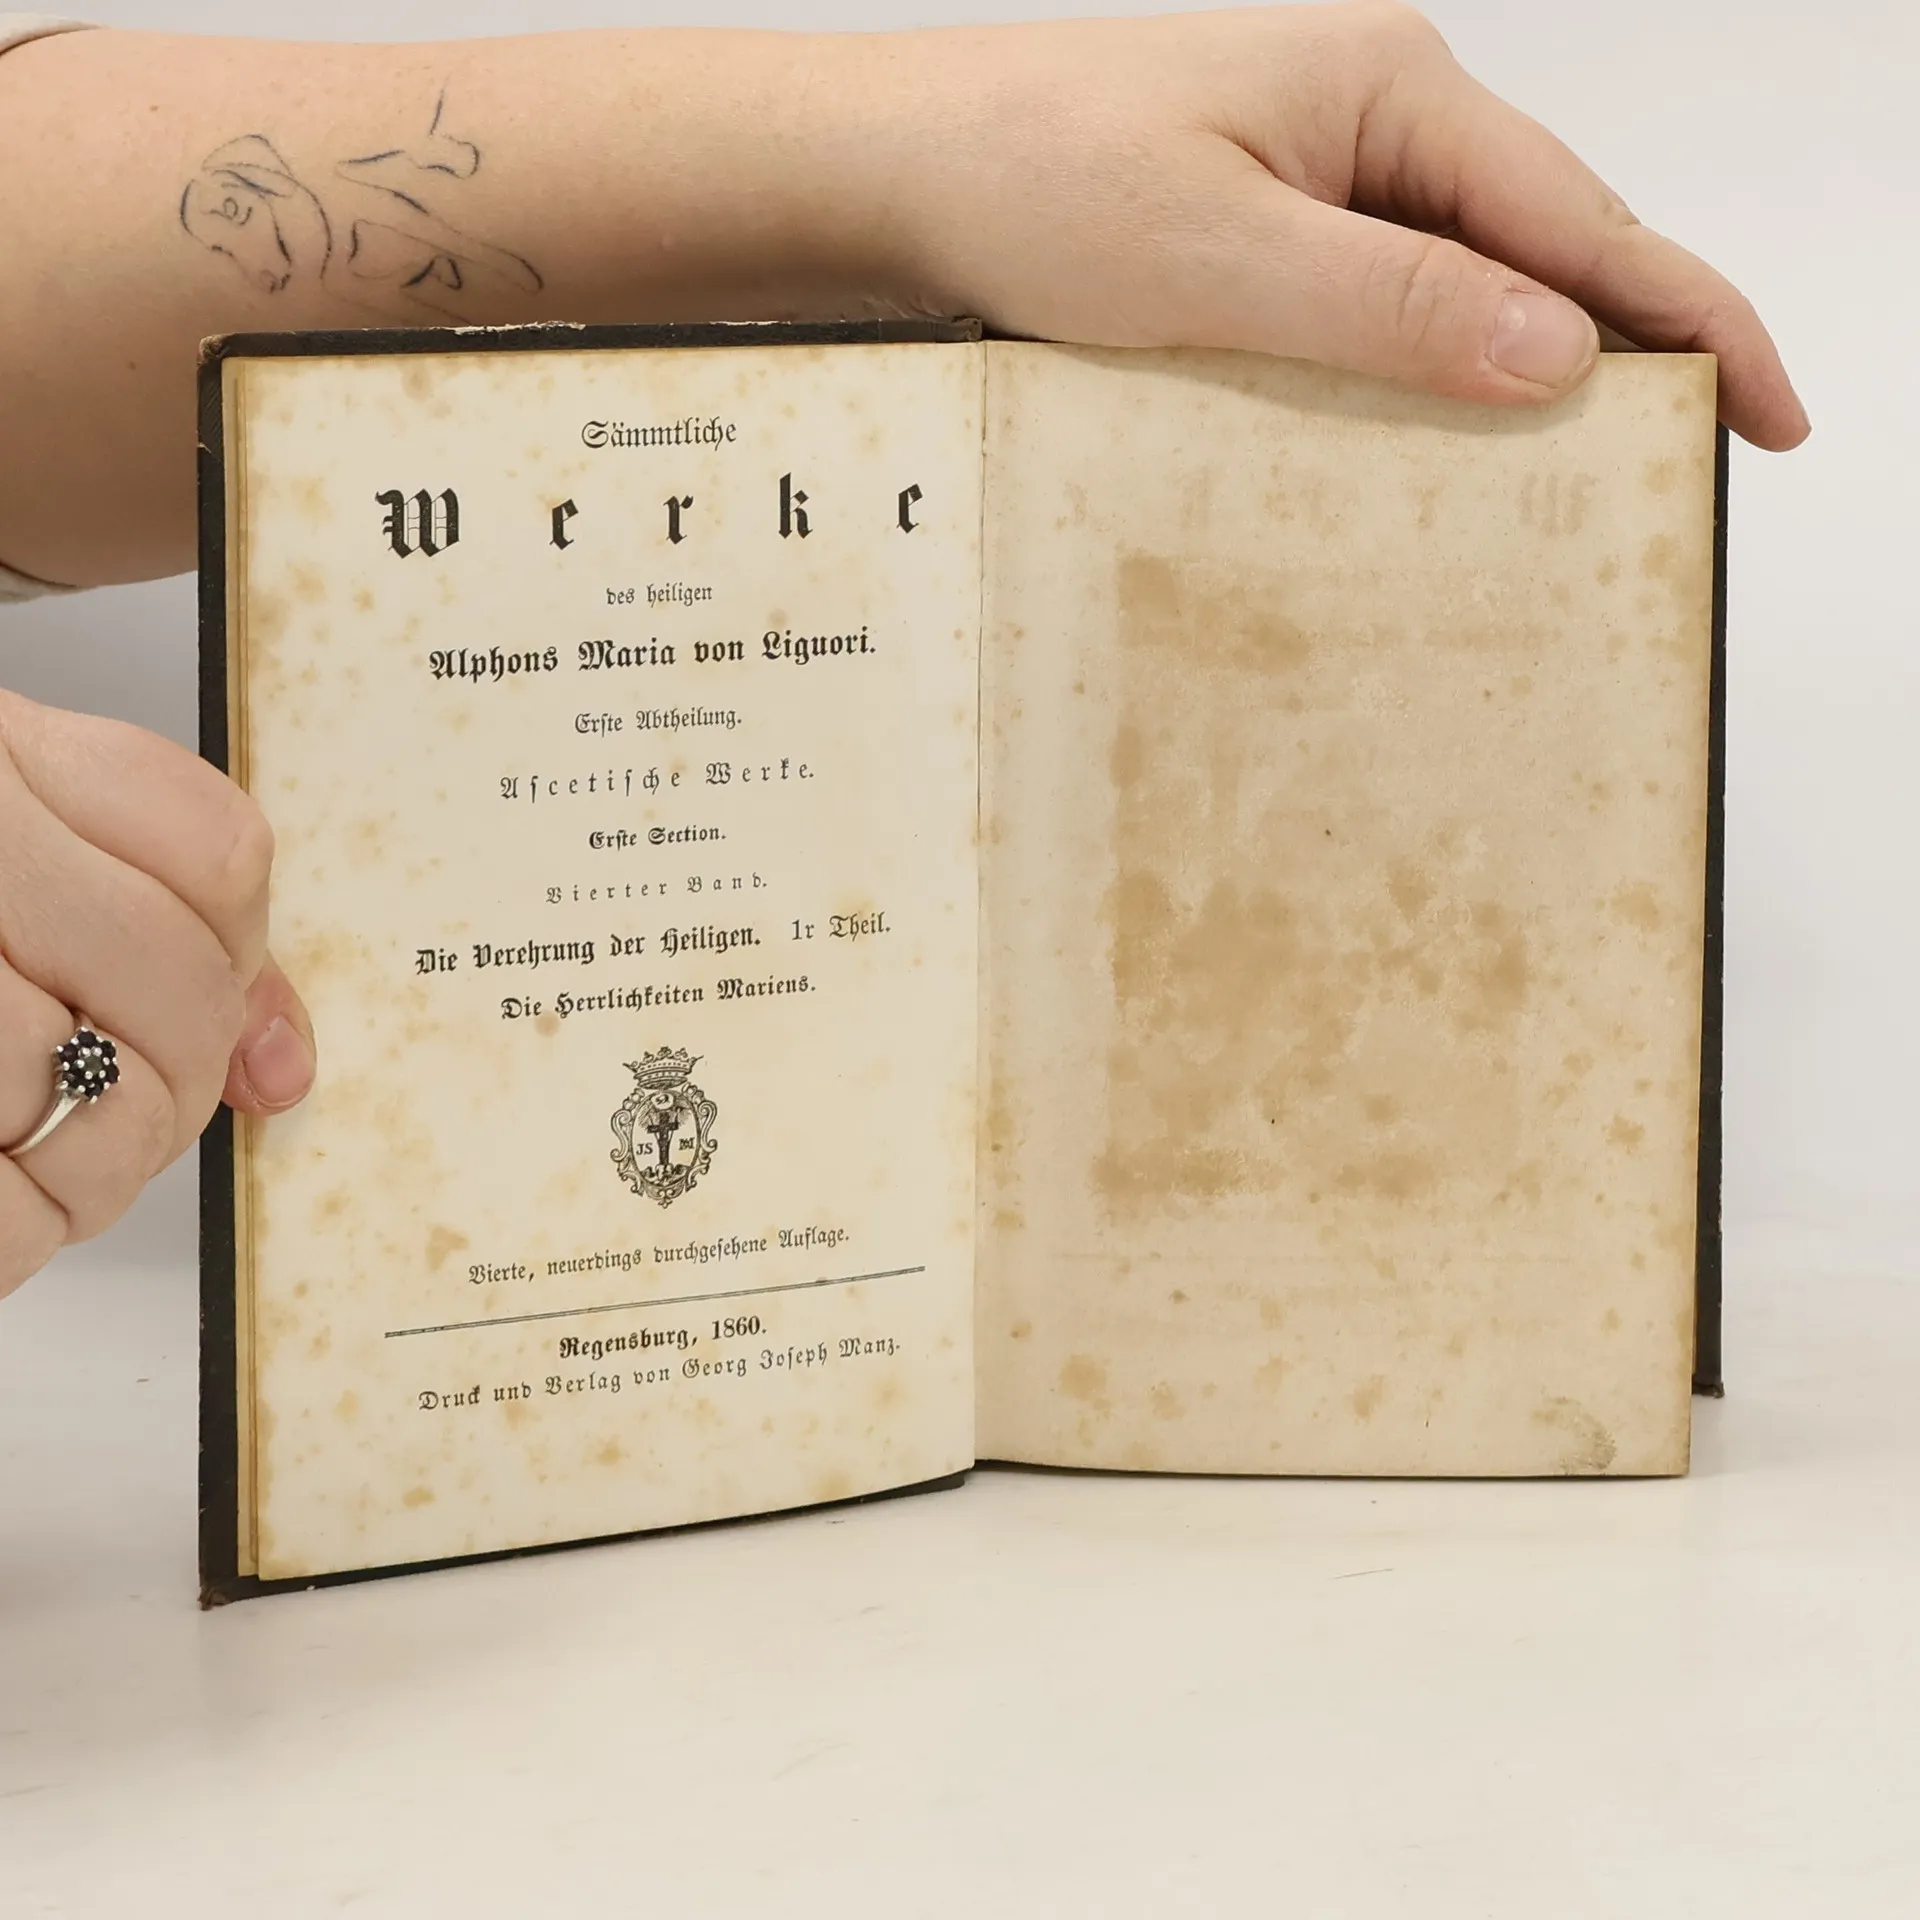 Sämmtliche
Werke
des heiligen
Alphons Maria von Liguori.
Erſte Abtheilung.
Aſcetiſche Werke.
Erſte Section.
Vierter Band.
Die Verehrung der Heiligen. 1r Theil.
Die Herrlichkeiten Mariens.
JS
Vierte, neuerdings durchgeſehene Auflage.
Regensburg, 1860.
Druck und Verlag von Georg Joſeph Manz.